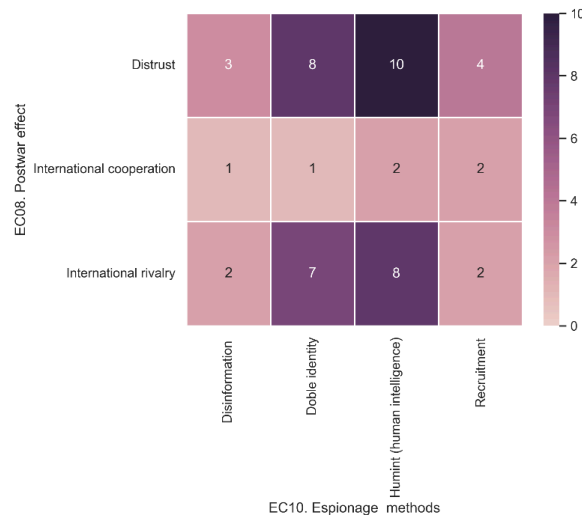 EC08. Postwar effect
Distrust
3 8 10 4
International cooperation
1 1 2 2
International rivalry
2 7 8 2
Disinformation
Doble identity
Humint (human intelligence)
Recruitment
EC10. Espionage methods
10
8
6
4
2
0